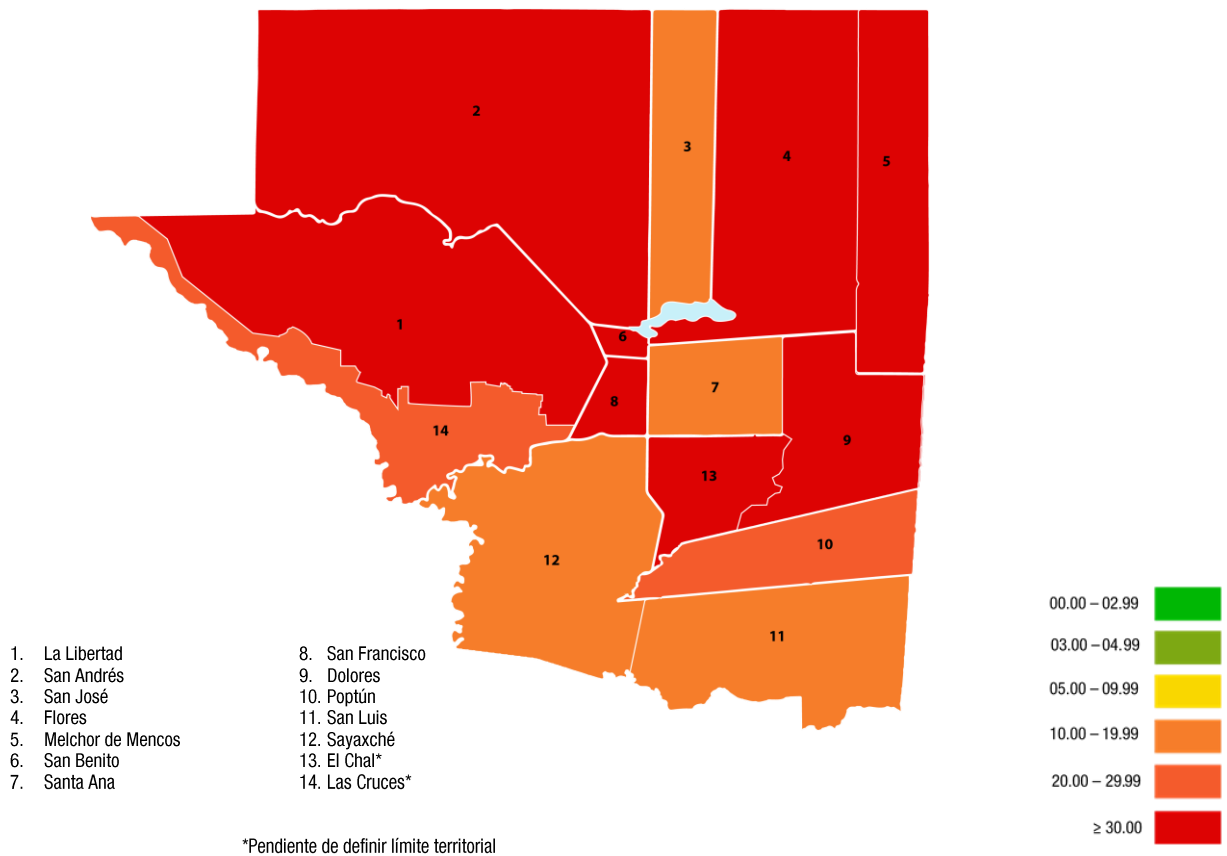 2
3
4
5
1
6
7
8
14
9
13
10
12
11
00.00 – 02.99
03.00 –04.99
05.00 – 09.99
10.00 – 19.99
20.00 – 29.99
≥ 30.00
1. La Libertad
2. San Andrés
3. San José
4. Flores
5. Melchor de Mencos
6. San Benito
7. Santa Ana
8. San Francisco
9. Dolores
10. Poptún
11. San Luis
12. Sayaxché
13. El Chal*
14. Las Cruces*
*Pendiente de definir límite territorial